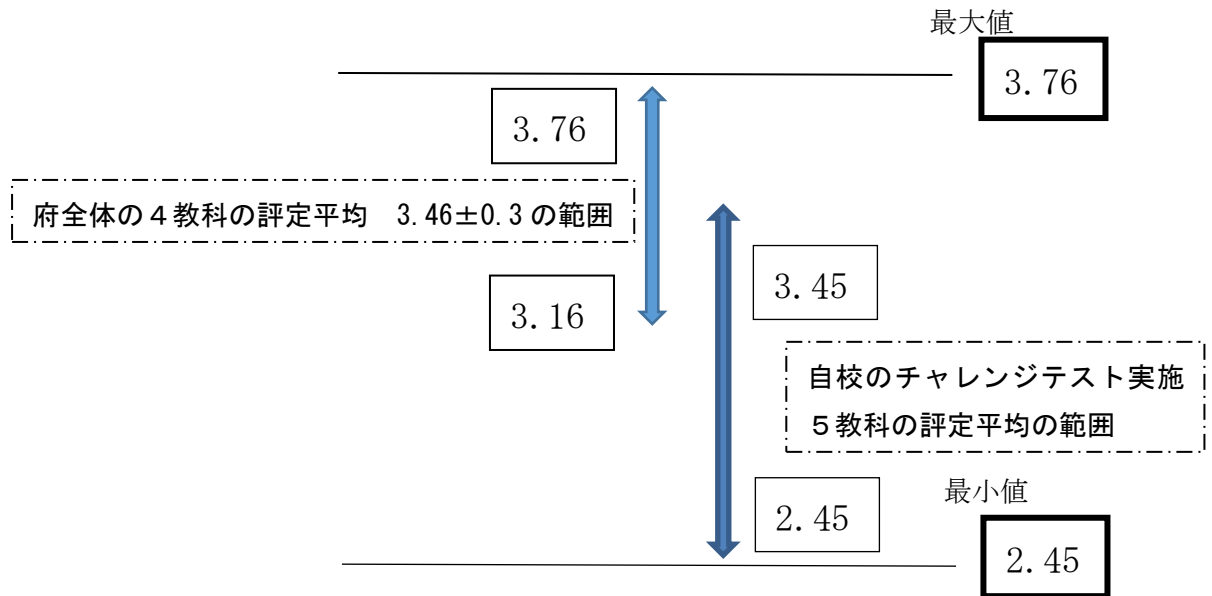 最大値
3.76
3.76
府全体の４教科の評定平均　3.46±0.3の範囲
3.45
3.16
自校のチャレンジテスト実施
５教科の評定平均の範囲
最小値
2.45
2.45